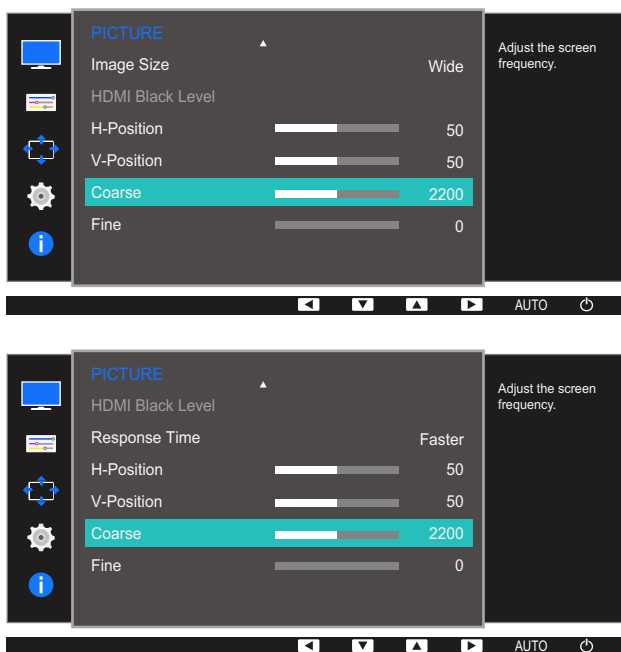 PICTURE
Image Size Wide
Adjust the screen
frequency.
HDMI Black Level
H-Position 50
V-Position 50
Coarse 2200
Fine 0
AUTO
PICTURE
HDMI Black Level
Adjust the screen
frequency.
Response Time Faster
H-Position 50
V-Position 50
Coarse 2200
Fine 0
AUTO